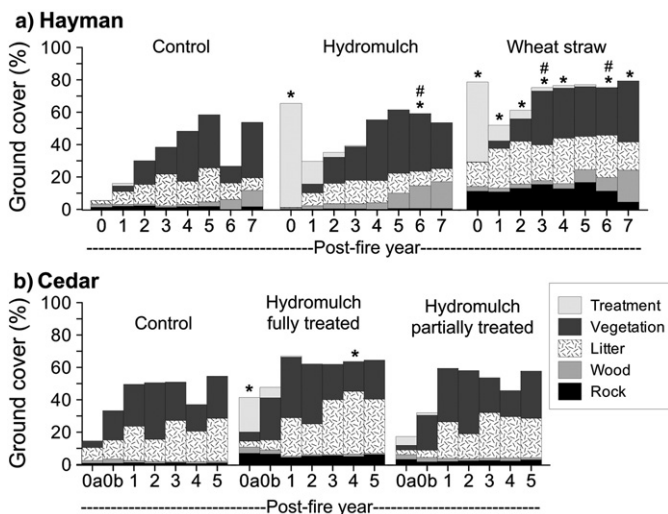 a) Hayman
Control
Hydromulch
Wheat straw
Ground cover (%)
100
80
60
40
20
0
*
#
*
*
*
*
#
*
*
#
*
*
0 1 2 3 4 5 6 7
0 1 2 3 4 5 6 7
0 1 2 3 4 5 6 7
Post-fire year
b) Cedar
Control
Hydromulch
fully treated
Hydromulch
partially treated
Ground cover (%)
100
80
60
40
20
0
*
*
0a0b 1 2 3 4 5
0a0b 1 2 3 4 5
0a0b 1 2 3 4 5
Post-fire year
Treatment
Vegetation
Litter
Wood
Rock